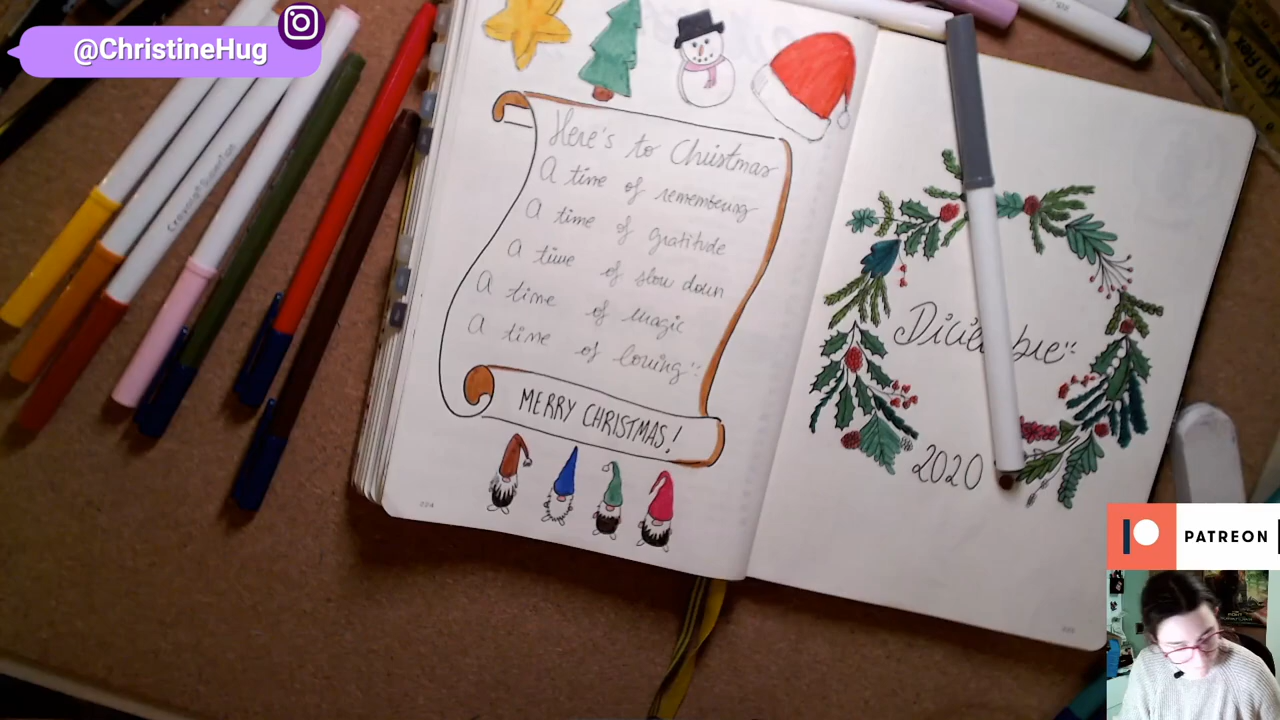 @ChristineHug
Here's to Christmas
A time of remembering
A time of gratitude
A time of slow down
A time of magic
A time of loving
MERRY CHRISTMAS!
2020
PATREON